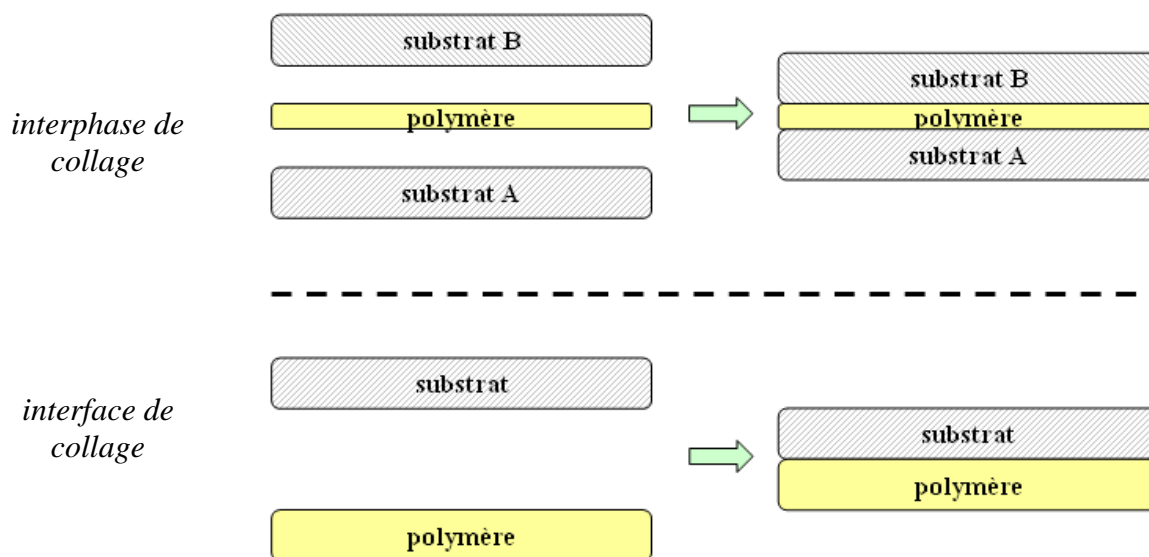 substrat B
interphase de
collage
polymère
substrat A
substrat B
polymère
substrat A
interface de
collage
substrat
polymère
substrat
polymère